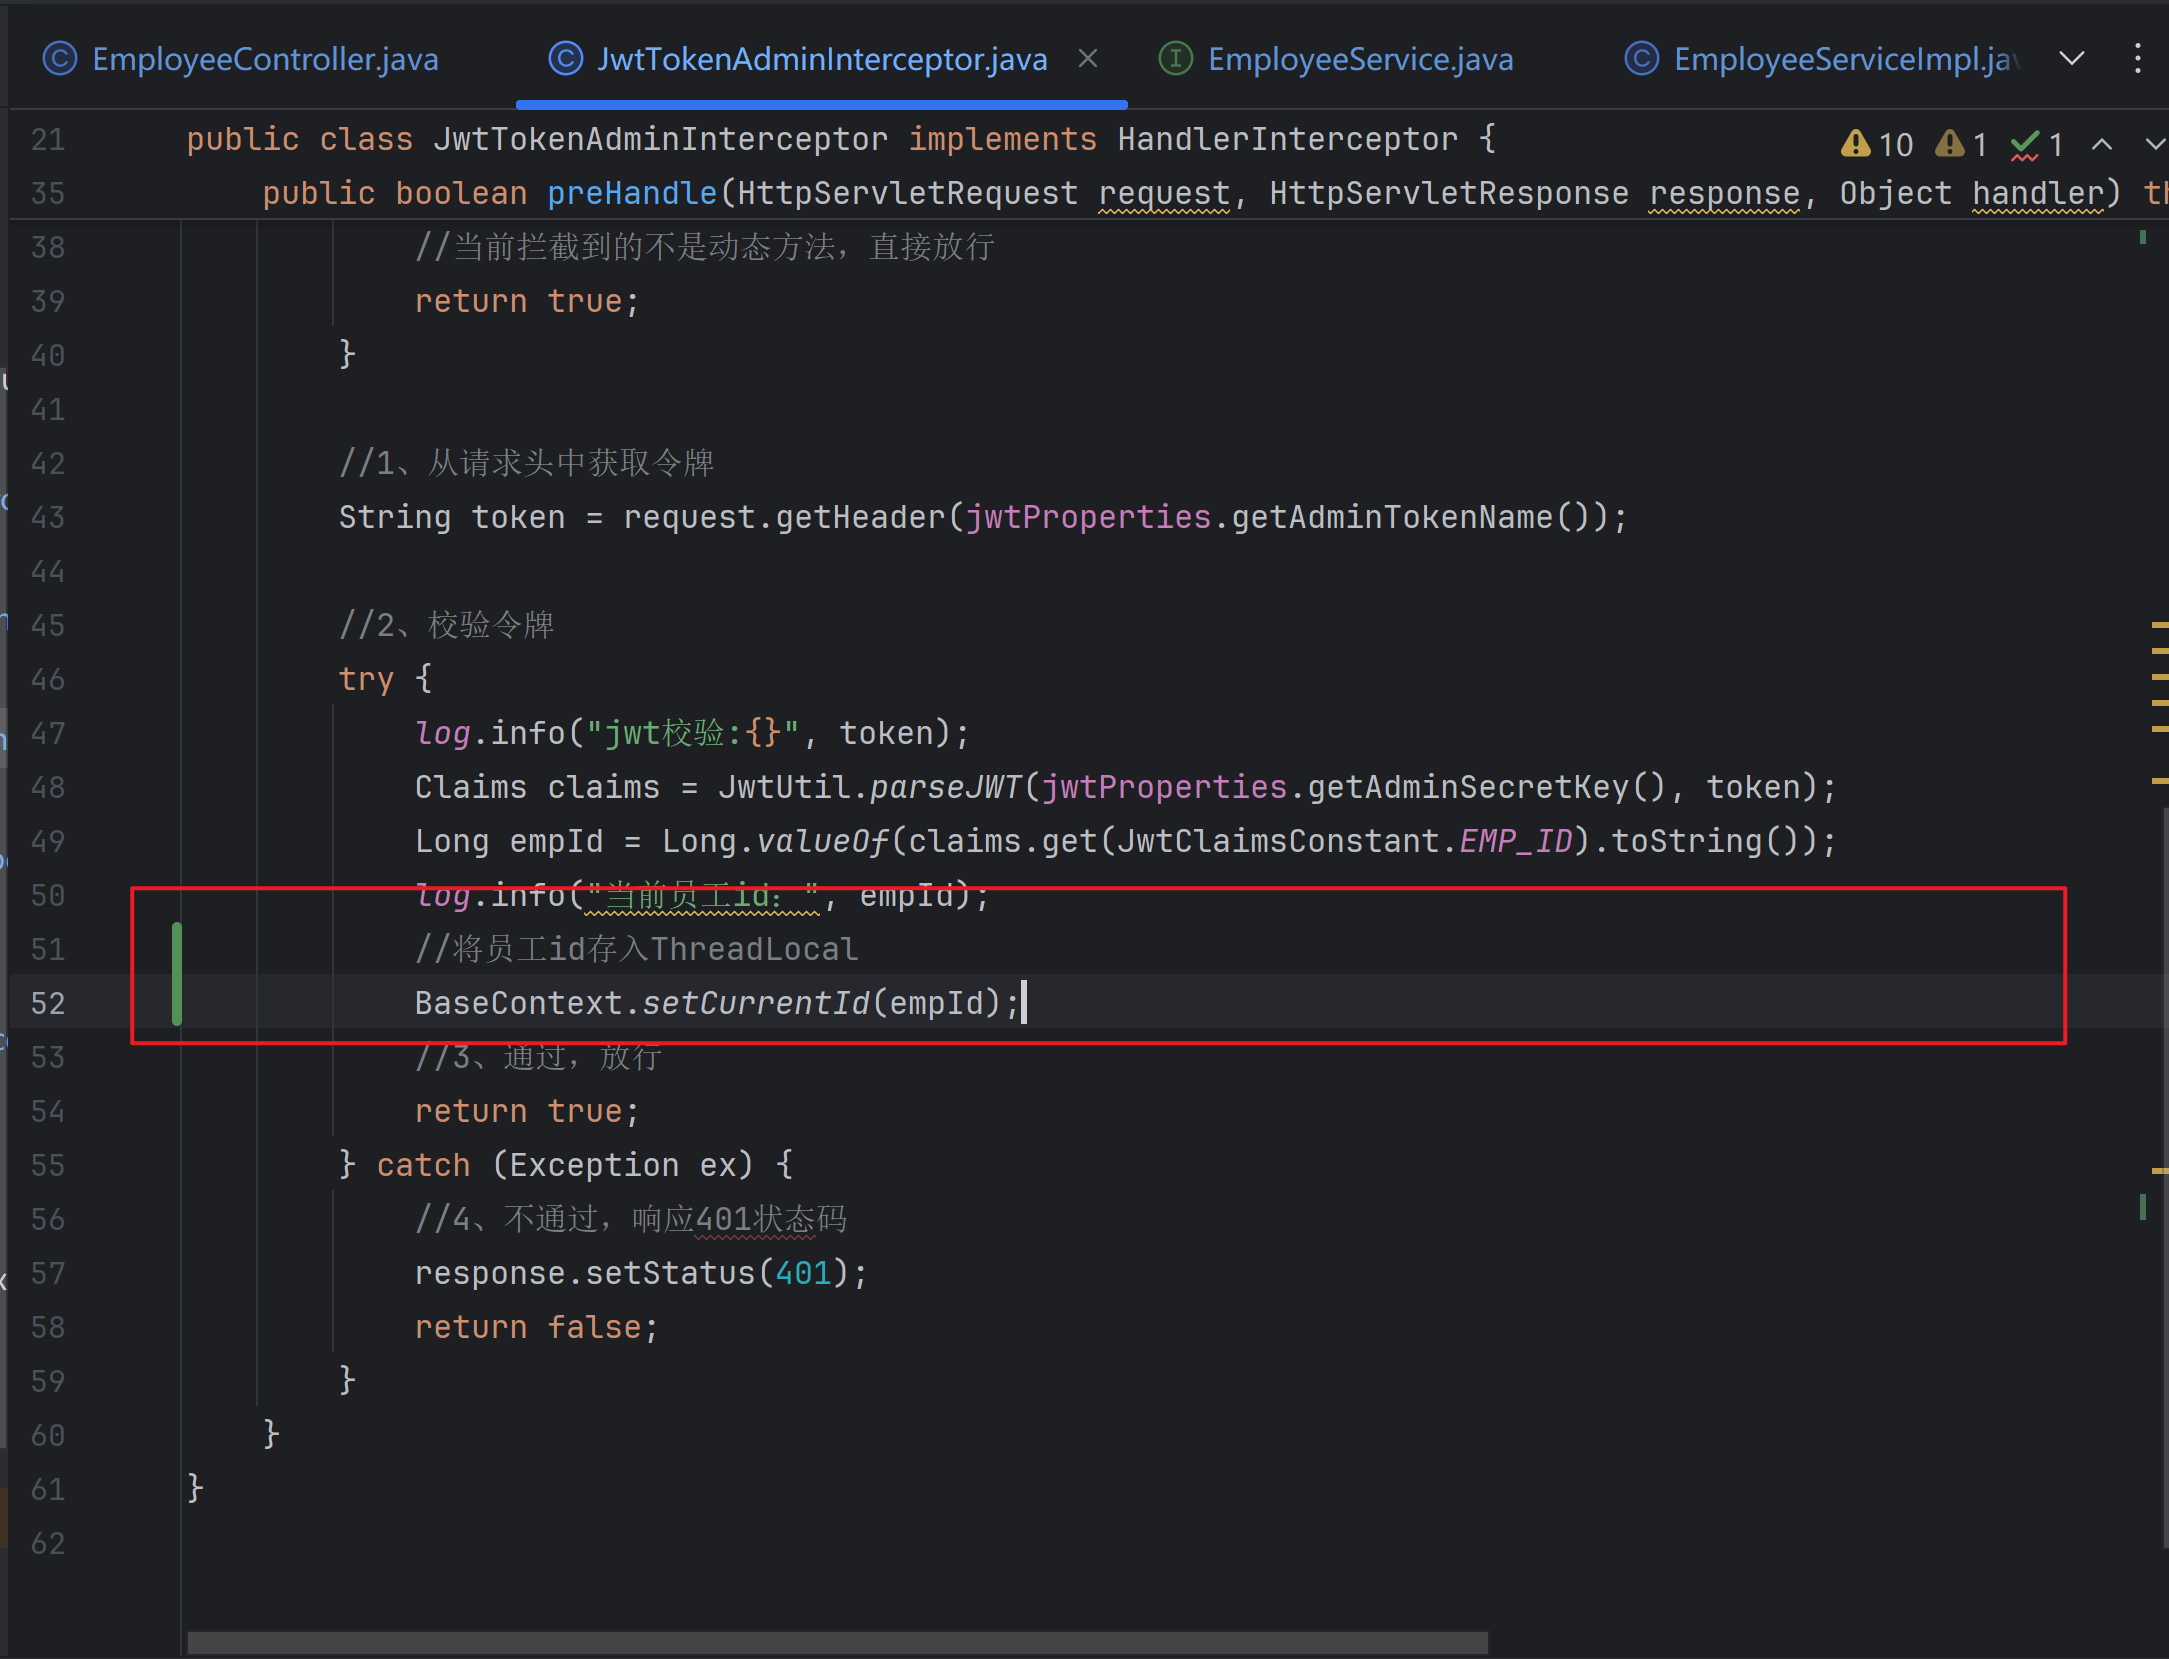 EmployeeController.java JwtTokenAdminInterceptor.java EmployeeService.java EmployeeServiceImpl.jav
21 public class JwtTokenAdminInterceptor implements HandlerInterceptor { 10 1 1
35 public boolean preHandle(HttpServletRequest request, HttpServletResponse response, Object handler) th
38 //当前拦截到的不是动态方法，直接放行
39 return true;
40 }
41
42 //1、从请求头中获取令牌
43 String token = request.getHeader(jwtProperties.getAdminTokenName());
44
45 //2、校验令牌
46 try {
47 log.info("jwt校验:{}", token);
48 Claims claims = JwtUtil.parseJWT(jwtProperties.getAdminSecretKey(), token);
49 Long empId = Long.valueOf(claims.get(JwtClaimsConstant.EMP_ID).toString());
50 log.info("当前员工id：", empId);
51 //将员工id存入ThreadLocal
52 BaseContext.setCurrentId(empId);
53 //3、通过，放行
54 return true;
55 } catch (Exception ex) {
56 //4、不通过，响应401状态码
57 response.setStatus(401);
58 return false;
59 }
60 }
61 }
62